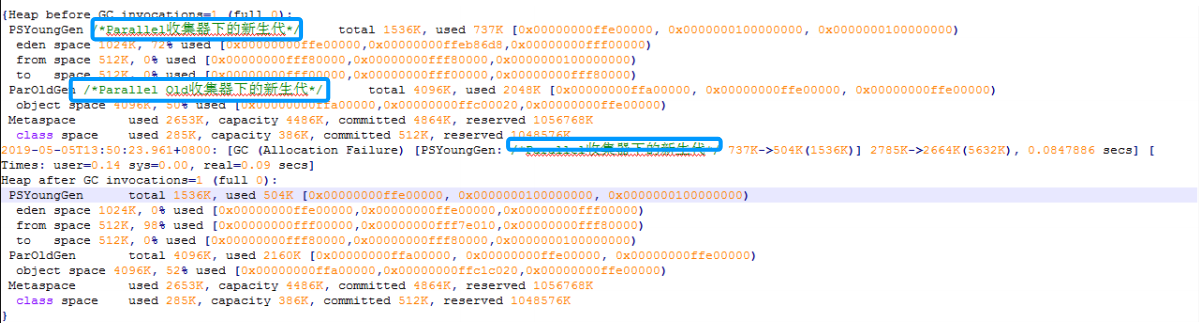 {Heap before GC invocations=1 (full 0):
PSYoungGen /*Parallel收集器下的新生代*/ total 1536K, used 737K [0x00000000ffe00000, 0x0000000100000000, 0x0000000100000000)
eden space 1024K, 72% used [0x00000000ffe00000,0x00000000ffeb86d8,0x00000000fff00000)
from space 512K, 0% used [0x00000000fff80000,0x00000000fff80000,0x0000000100000000)
to space 512K, 0% used [0x00000000fff00000,0x00000000fff00000,0x00000000fff80000)
ParOldGen /*Parallel Old收集器下的新生代*/ total 4096K, used 2048K [0x00000000ffa00000, 0x00000000ffe00000, 0x00000000ffe00000)
object space 4096K, 50% used [0x00000000ffa00000,0x00000000ffc00020,0x00000000ffe00000)
Metaspace used 2653K, capacity 4486K, committed 4864K, reserved 1056768K
class space used 285K, capacity 386K, committed 512K, reserved 1048576K
2019-05-05T13:50:23.961+0800: [GC (Allocation Failure) [PSYoungGen: /*Parallel收集器下的新生代*/ 737K->504K(1536K)] 2785K->2664K(5632K), 0.0847886 secs] [
Times: user=0.14 sys=0.00, real=0.09 secs]
Heap after GC invocations=1 (full 0):
PSYoungGen total 1536K, used 504K [0x00000000ffe00000, 0x0000000100000000, 0x0000000100000000)
eden space 1024K, 0% used [0x00000000ffe00000,0x00000000ffe00000,0x00000000fff00000)
from space 512K, 98% used [0x00000000fff00000,0x00000000fff7e010,0x00000000fff80000)
to space 512K, 0% used [0x00000000fff80000,0x00000000fff80000,0x0000000100000000)
ParOldGen total 4096K, used 2160K [0x00000000ffa00000, 0x00000000ffe00000, 0x00000000ffe00000)
object space 4096K, 52% used [0x00000000ffa00000,0x00000000ffc1c020,0x00000000ffe00000)
Metaspace used 2653K, capacity 4486K, committed 4864K, reserved 1056768K
class space used 285K, capacity 386K, committed 512K, reserved 1048576K
}